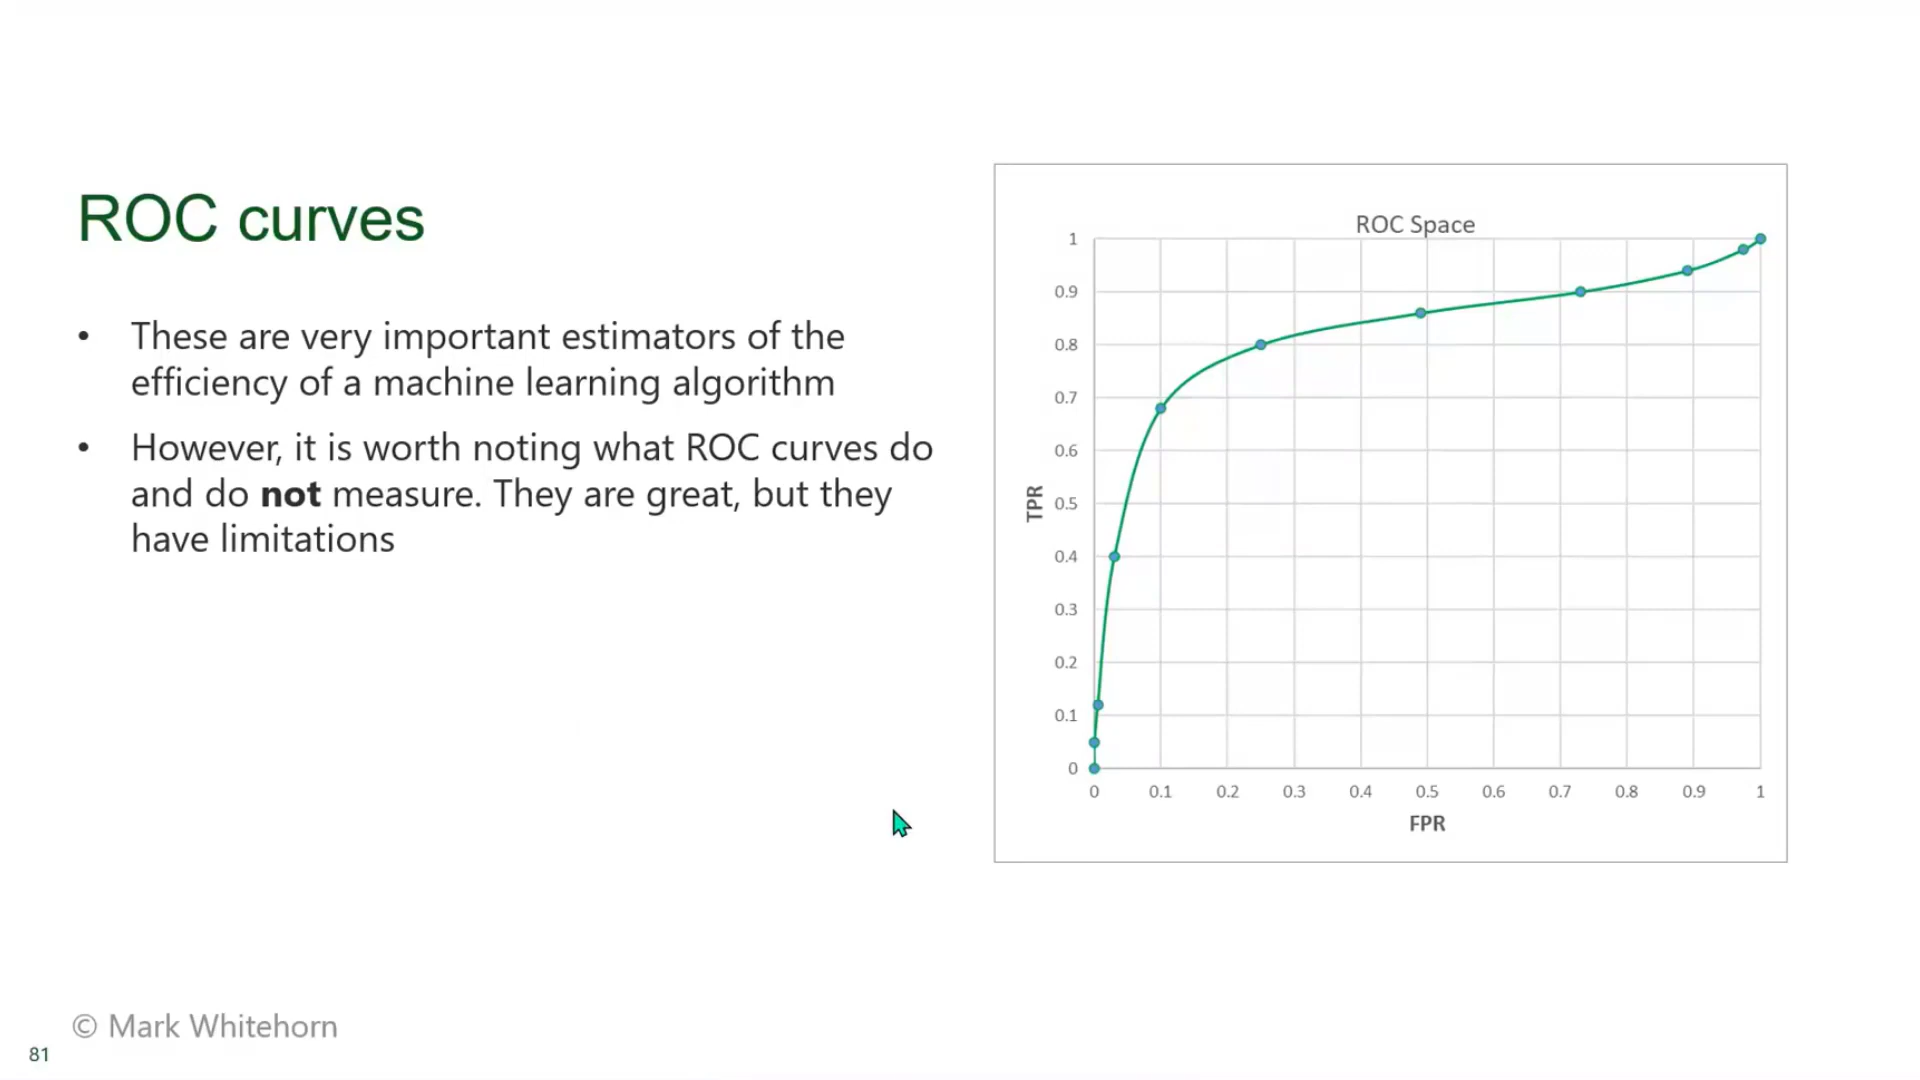 ROC curves
• These are very important estimators of the
efficiency of a machine learning algorithm
• However, it is worth noting what ROC curves do
and do not measure. They are great, but they
have limitations
ROC Space
TPR
1
0.9
0.8
0.7
0.6
0.5
0.4
0.3
0.2
0.1
0
0 0.1 0.2 0.3 0.4 0.5 0.6 0.7 0.8 0.9 1
FPR
© Mark Whitehorn
81